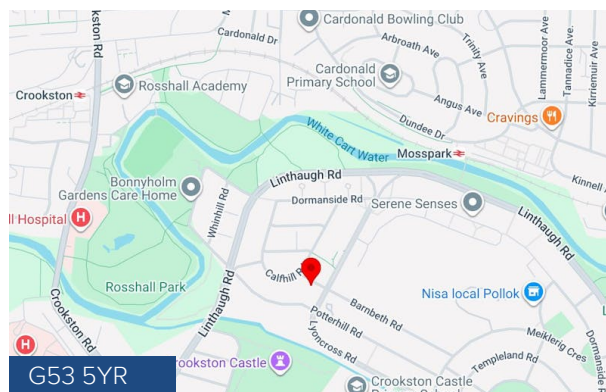 Cardonald Bowling Club
Crookston Rd
Cardonald Dr
Arbroath Ave
Trinity Ave
Lammermoor Ave
Tannadice Ave
Kirriemuir Ave
Crookston
Rosshall Academy
Cardonald
Primary School
Angus Ave
Cravings
Dundee Dr
White Cart Water
Mosspark
Kinnell A
Bonnyholm
Gardens Care Home
Linthaugh Rd
Dormanside Rd
Serene Senses
Linthaugh Rd
ll Hospital
Whinhill Rd
Rosshall Park
Linthaugh Rd
Calfhill R
Nisa local Pollok
Crookston Rd
Potterhill Rd
Barnbeth Rd
Lyoncross Rd
Meiklerig Cres
Dormanside
L
Templeland Rd
Crookston Castle
Crookston Castle
G53 5YR